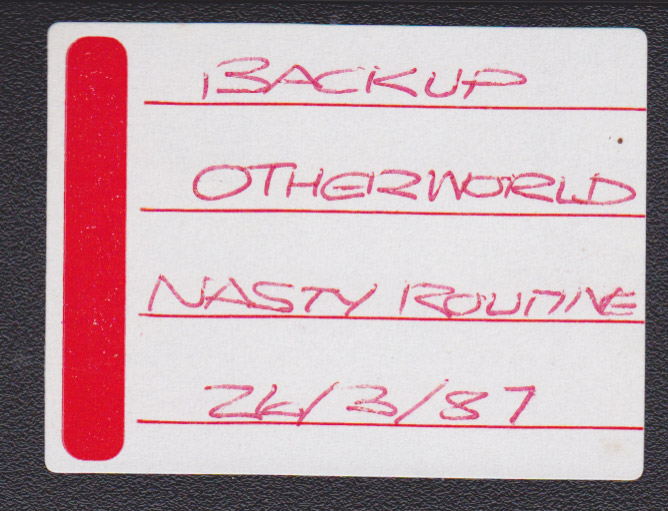 BACKUP
OTHERWORLD
NASTY ROUTINE
26/3/87